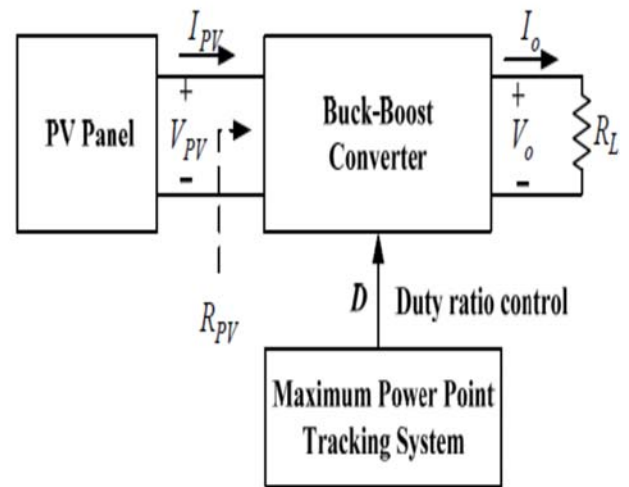 I_PV
I_o
PV Panel
+
V_PV
-
Buck-Boost
Converter
+
V_o
-
R_L
R_PV
D
Duty ratio control
Maximum Power Point
Tracking System